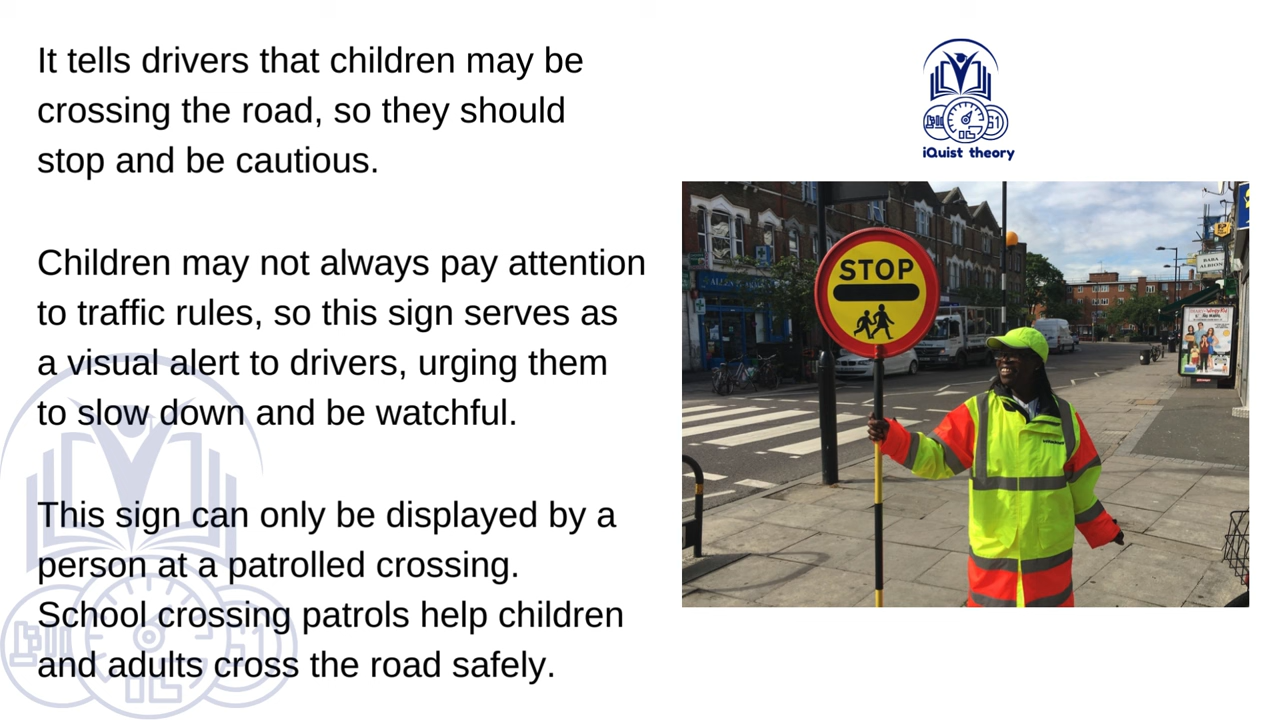 It tells drivers that children may be
crossing the road, so they should
stop and be cautious.
Children may not always pay attention
to traffic rules, so this sign serves as
a visual alert to drivers, urging them
to slow down and be watchful.
This sign can only be displayed by a
person at a patrolled crossing.
School crossing patrols help children
and adults cross the road safely.
iQuist theory
STOP
BABA
ALBION